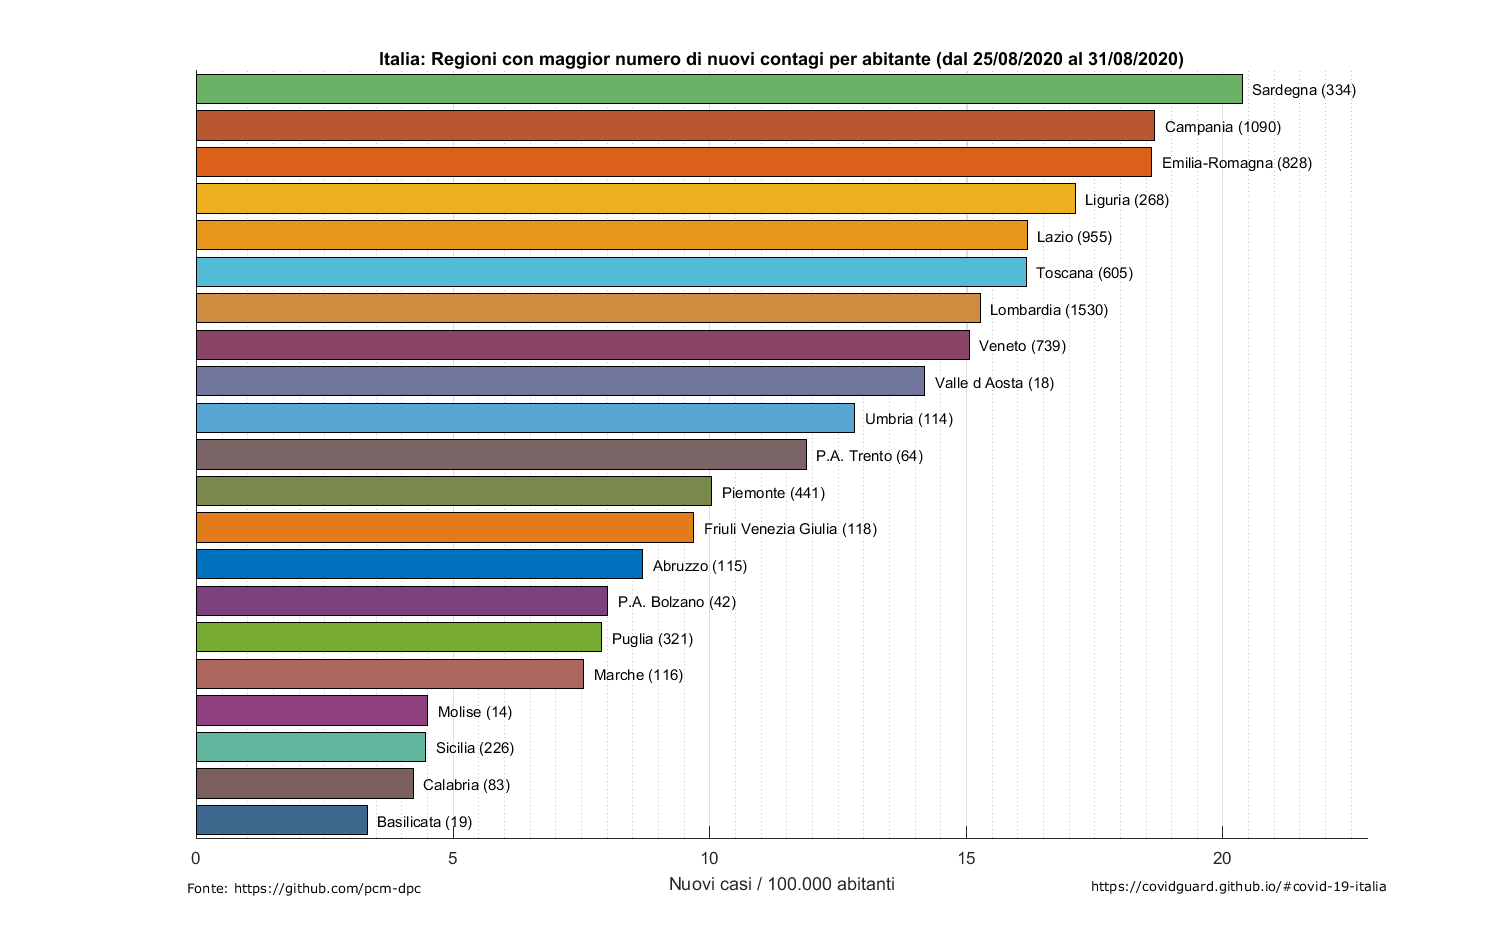 Italia: Regioni con maggior numero di nuovi contagi per abitante (dal 25/08/2020 al 31/08/2020)
Sardegna (334)
Campania (1090)
Emilia-Romagna (828)
Liguria (268)
Lazio (955)
Toscana (605)
Lombardia (1530)
Veneto (739)
Valle d Aosta (18)
Umbria (114)
P.A. Trento (64)
Piemonte (441)
Friuli Venezia Giulia (118)
Abruzzo (115)
P.A. Bolzano (42)
Puglia (321)
Marche (116)
Molise (14)
Sicilia (226)
Calabria (83)
Basilicata (19)
0 5 10 15 20
Nuovi casi / 100.000 abitanti
Fonte: https://github.com/pcm-dpc
https://covidguard.github.io/#covid-19-italia